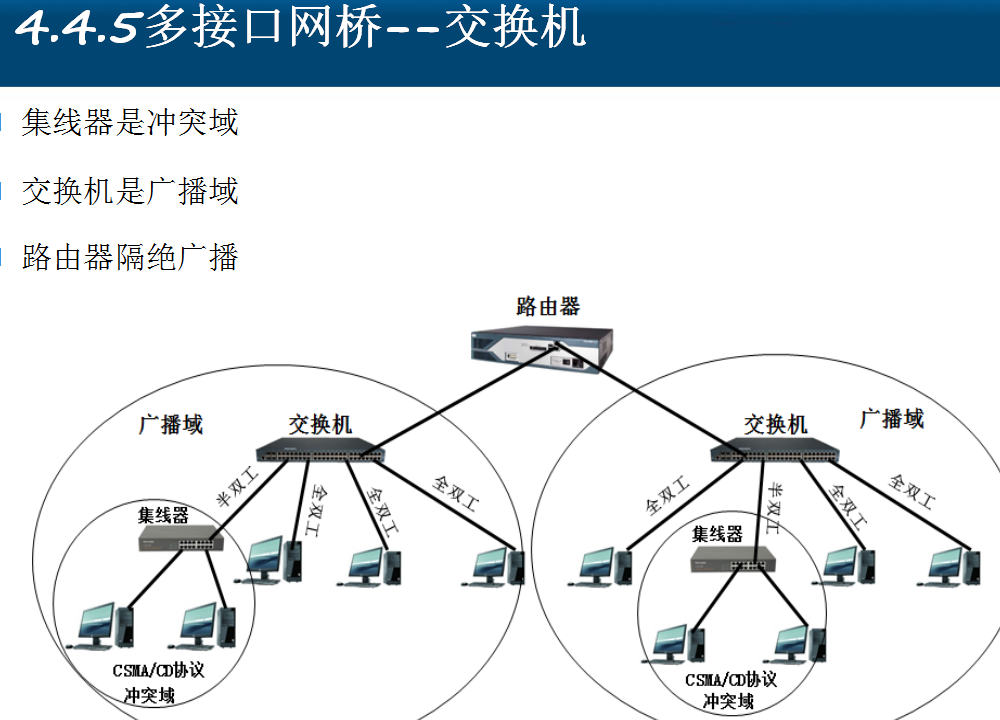 4.4.5多接口网桥--交换机
集线器是冲突域
交换机是广播域
路由器隔绝广播
路由器
广播域
交换机
交换机
广播域
半双工
全双工
全双工
全双工
全双工
半双工
全双工
全双工
集线器
集线器
CSMA/CD协议
冲突域
CSMA/CD协议
冲突域